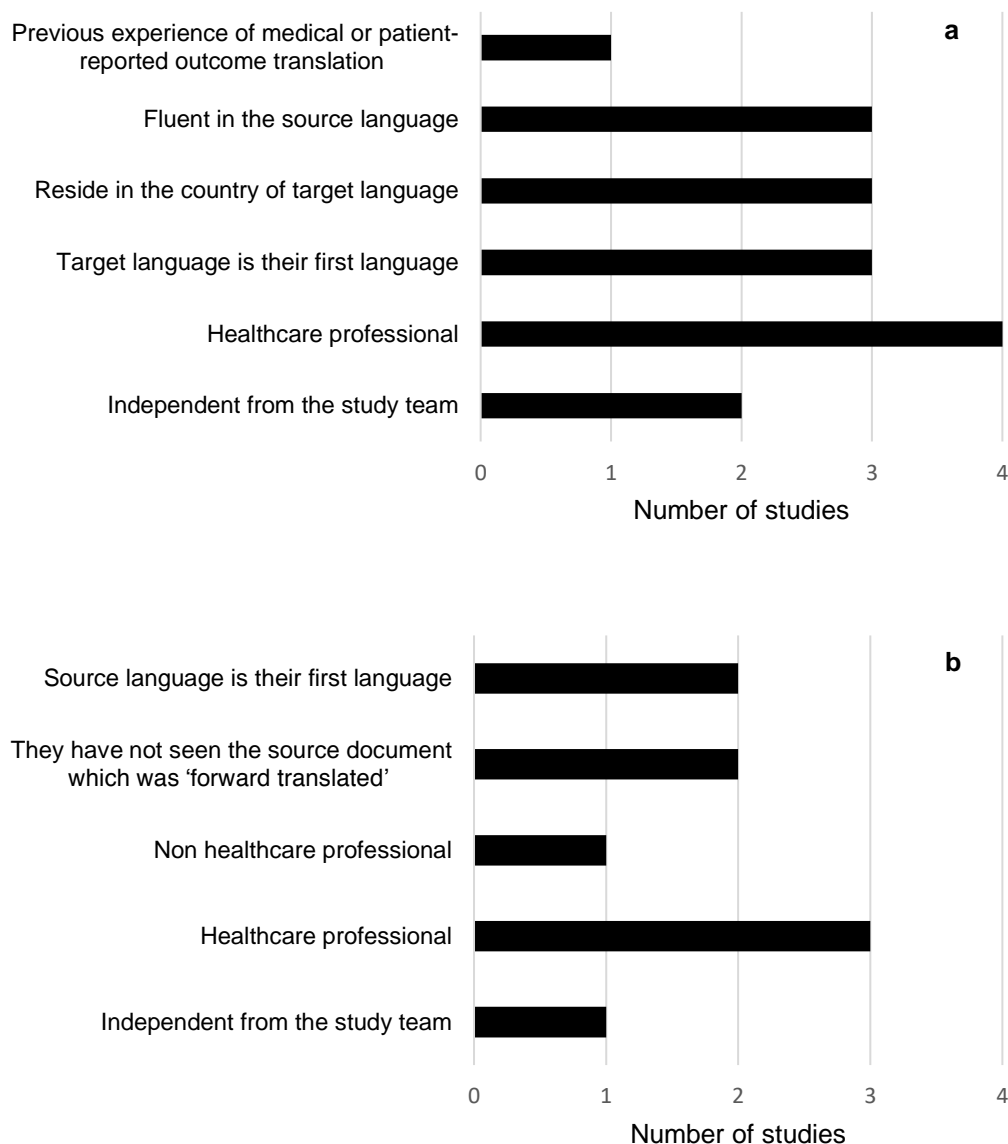 a
Previous experience of medical or patient-
reported outcome translation
Fluent in the source language
Reside in the country of target language
Target language is their first language
Healthcare professional
Independent from the study team
0 1 2 3 4
Number of studies
b
Source language is their first language
They have not seen the source document
which was ‘forward translated’
Non healthcare professional
Healthcare professional
Independent from the study team
0 1 2 3 4
Number of studies